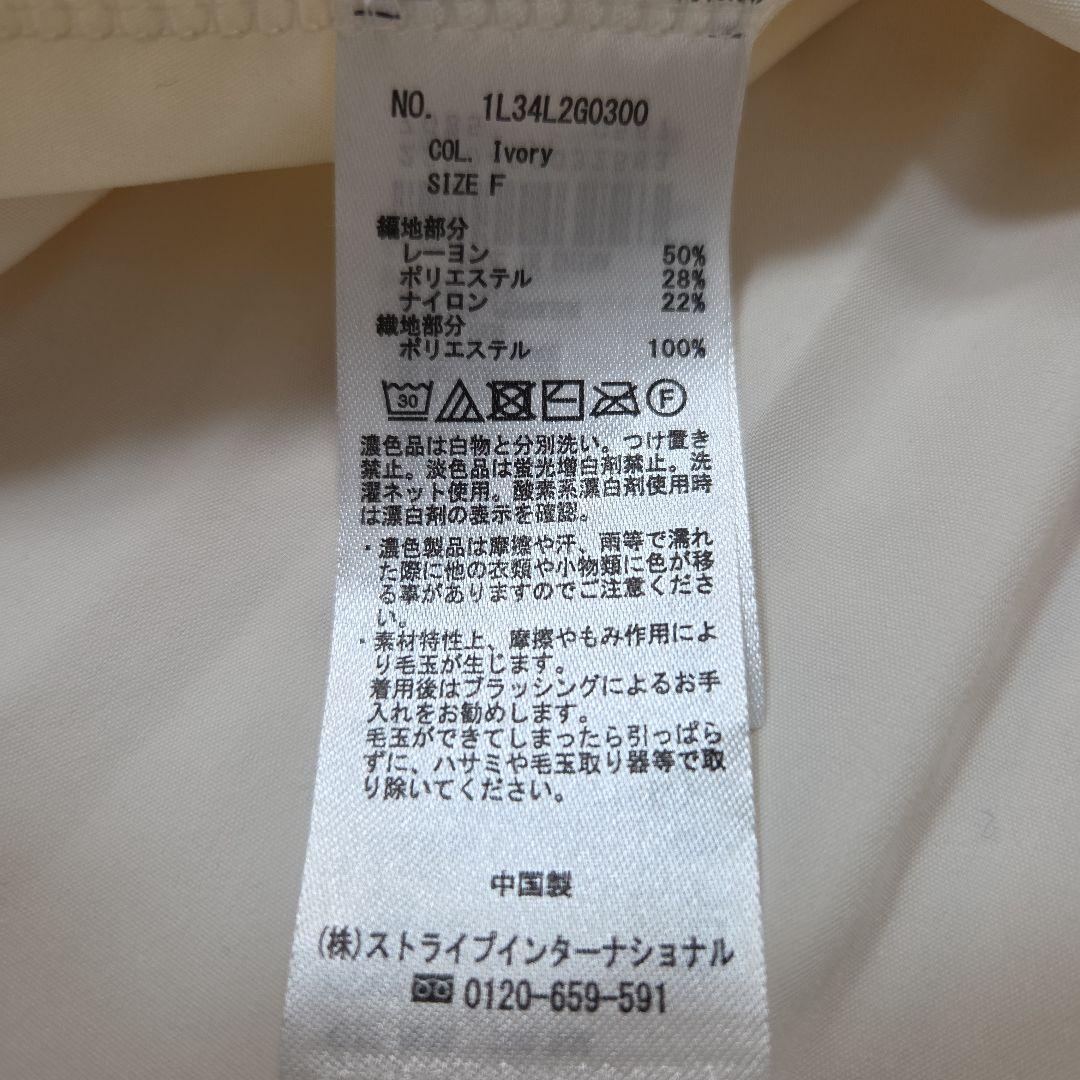 NO. 1L34L2G0300
COL. Ivory
SIZE F
編地部分
レーヨン 50%
ポリエステル 28%
ナイロン 22%
織地部分
ポリエステル 100%
30
F
濃色品は白物と分別洗い。つけ置き
禁止。淡色品は蛍光増白剤禁止。洗
濯ネット使用。酸素系漂白剤使用時
は漂白剤の表示を確認。
・濃色製品は摩擦や汗、雨等で濡れ
た際に他の衣類や小物類に色が移
る事がありますのでご注意くださ
い。
・素材特性上、摩擦やもみ作用によ
り毛玉が生じます。
着用後はブラッシングによるお手
入れをお勧めします。
毛玉ができてしまったら引っぱら
ずに、ハサミや毛玉取り器等で取
り除いてください。
中国製
(株)ストライプインターナショナル
0120-659-591